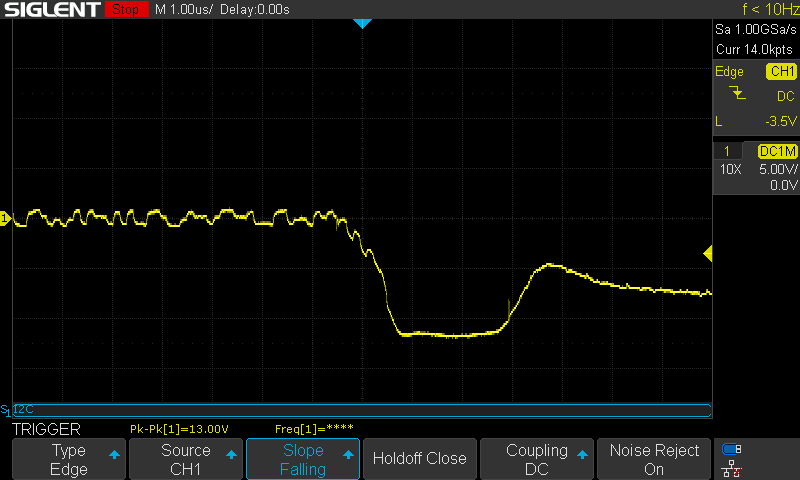 SIGLENT Stop M 1.00us/ Delay:0.00s f < 10Hz
Sa 1.00GSa/s
Curr 14.0kpts
Edge CH1
DC
L -3.5V
1 DC1M
10X 5.00V/
0.0V
1
S1 I2C
TRIGGER Pk-Pk[1]=13.00V Freq[1]=****
Type
Edge
Source
CH1
Slope
Falling
Holdoff Close
Coupling
DC
Noise Reject
On